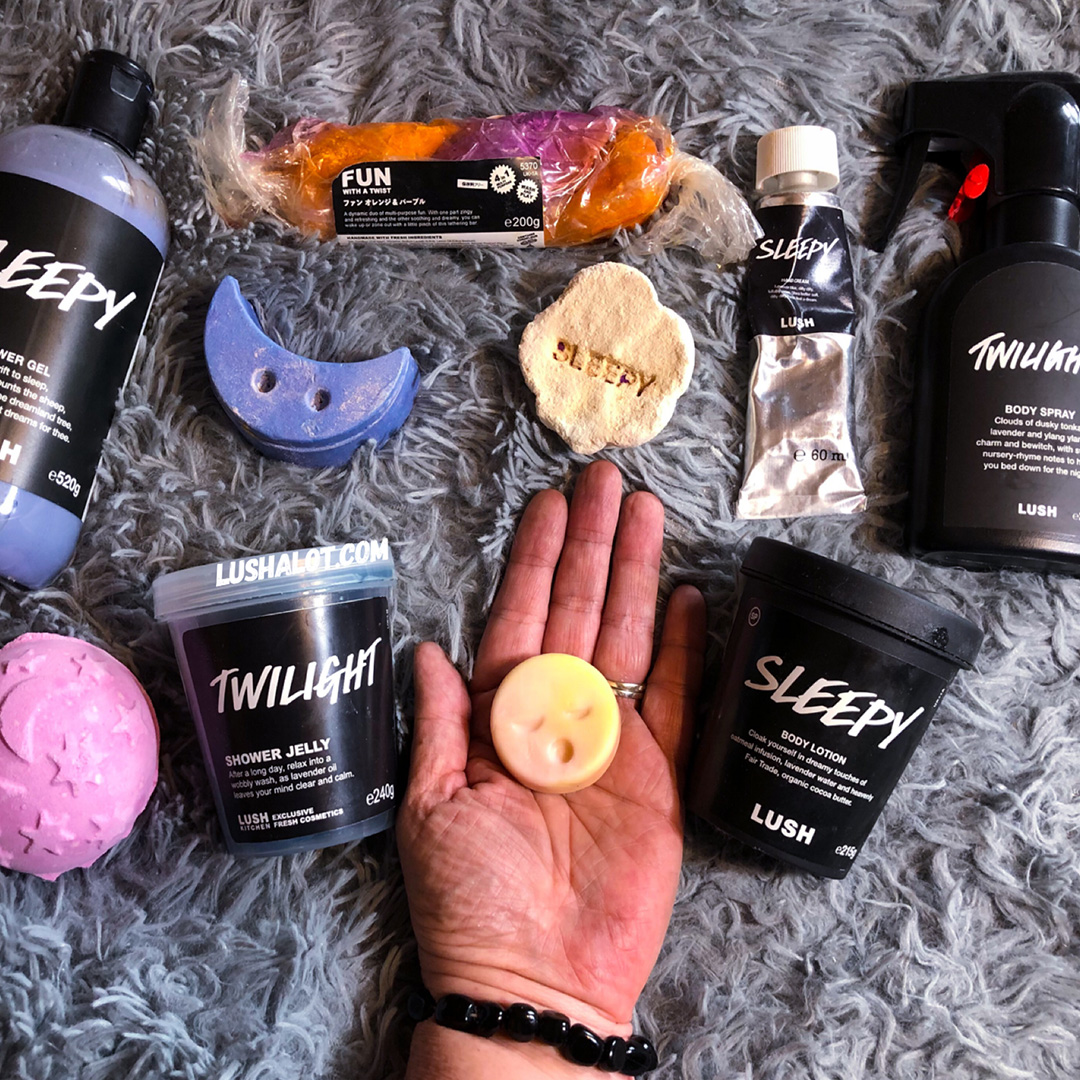 SLEEPY
WER GEL
rift to sleep,
ounts the sheep,
e dreamland tree,
t dreams for thee.
H
e520g
FUN
WITH A TWIST
ファン オレンジ&パープル
A dynamic duo of multi-purpose fun. With one part zingy
and refreshing and the other soothing and dreamy, you can
wake up or zone out with a little piece of this lathering bar
HANDMADE WITH FRESH INGREDIENTS
5370
e200g
SLEEPY
SLEEPY
HAND CREAM
LUSH
e 60 ml
TWILIGH
BODY SPRAY
Clouds of dusty tonka
lavender and ylang ylan
charm and bewitch, with s
nursery-rhyme notes to h
you bed down for the nig
LUSH
LUSHALOT.COM
TWILIGHT
SHOWER JELLY
After a long day, relax into a
wobbly wash, as lavender oil
leaves your mind clear and calm.
LUSH EXCLUSIVE
KITCHEN FRESH COSMETICS
e240g
SLEEPY
BODY LOTION
Cloak yourself in dreamy touches of
oatmeal infusion, lavender water and heavenly
Fair Trade, organic cocoa butter.
LUSH
e215g